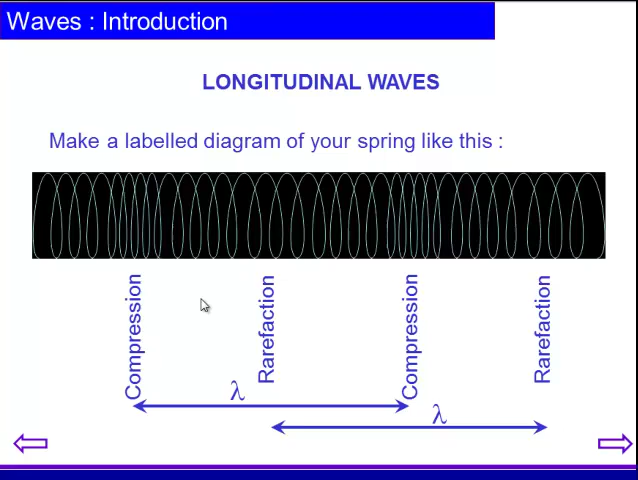 Waves : Introduction
LONGITUDINAL WAVES
Make a labelled diagram of your spring like this :
Compression
Rarefaction
Compression
Rarefaction
λ
λ